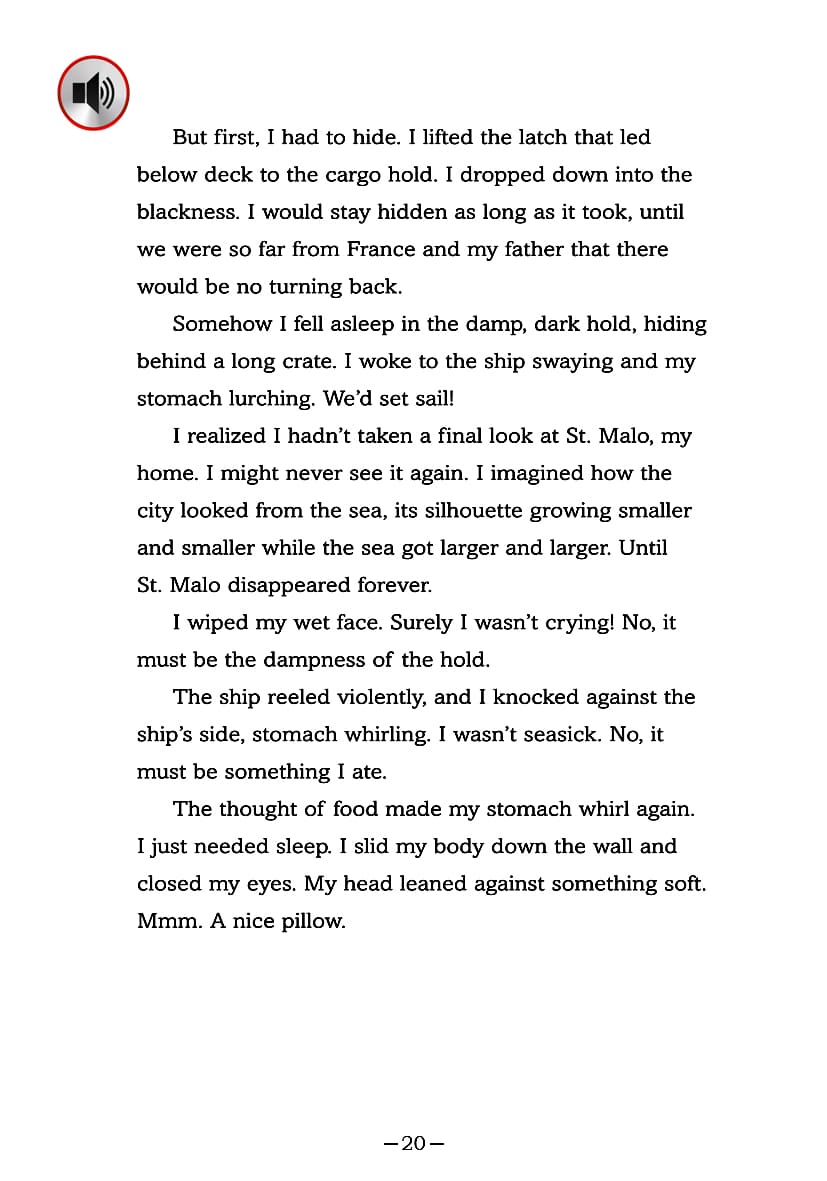 But first, I had to hide. I lifted the latch that led
below deck to the cargo hold. I dropped down into the
blackness. I would stay hidden as long as it took, until
we were so far from France and my father that there
would be no turning back.
Somehow I fell asleep in the damp, dark hold, hiding
behind a long crate. I woke to the ship swaying and my
stomach lurching. We’d set sail!
I realized I hadn’t taken a final look at St. Malo, my
home. I might never see it again. I imagined how the
city looked from the sea, its silhouette growing smaller
and smaller while the sea got larger and larger. Until
St. Malo disappeared forever.
I wiped my wet face. Surely I wasn’t crying! No, it
must be the dampness of the hold.
The ship reeled violently, and I knocked against the
ship’s side, stomach whirling. I wasn’t seasick. No, it
must be something I ate.
The thought of food made my stomach whirl again.
I just needed sleep. I slid my body down the wall and
closed my eyes. My head leaned against something soft.
Mmm. A nice pillow.
—20—